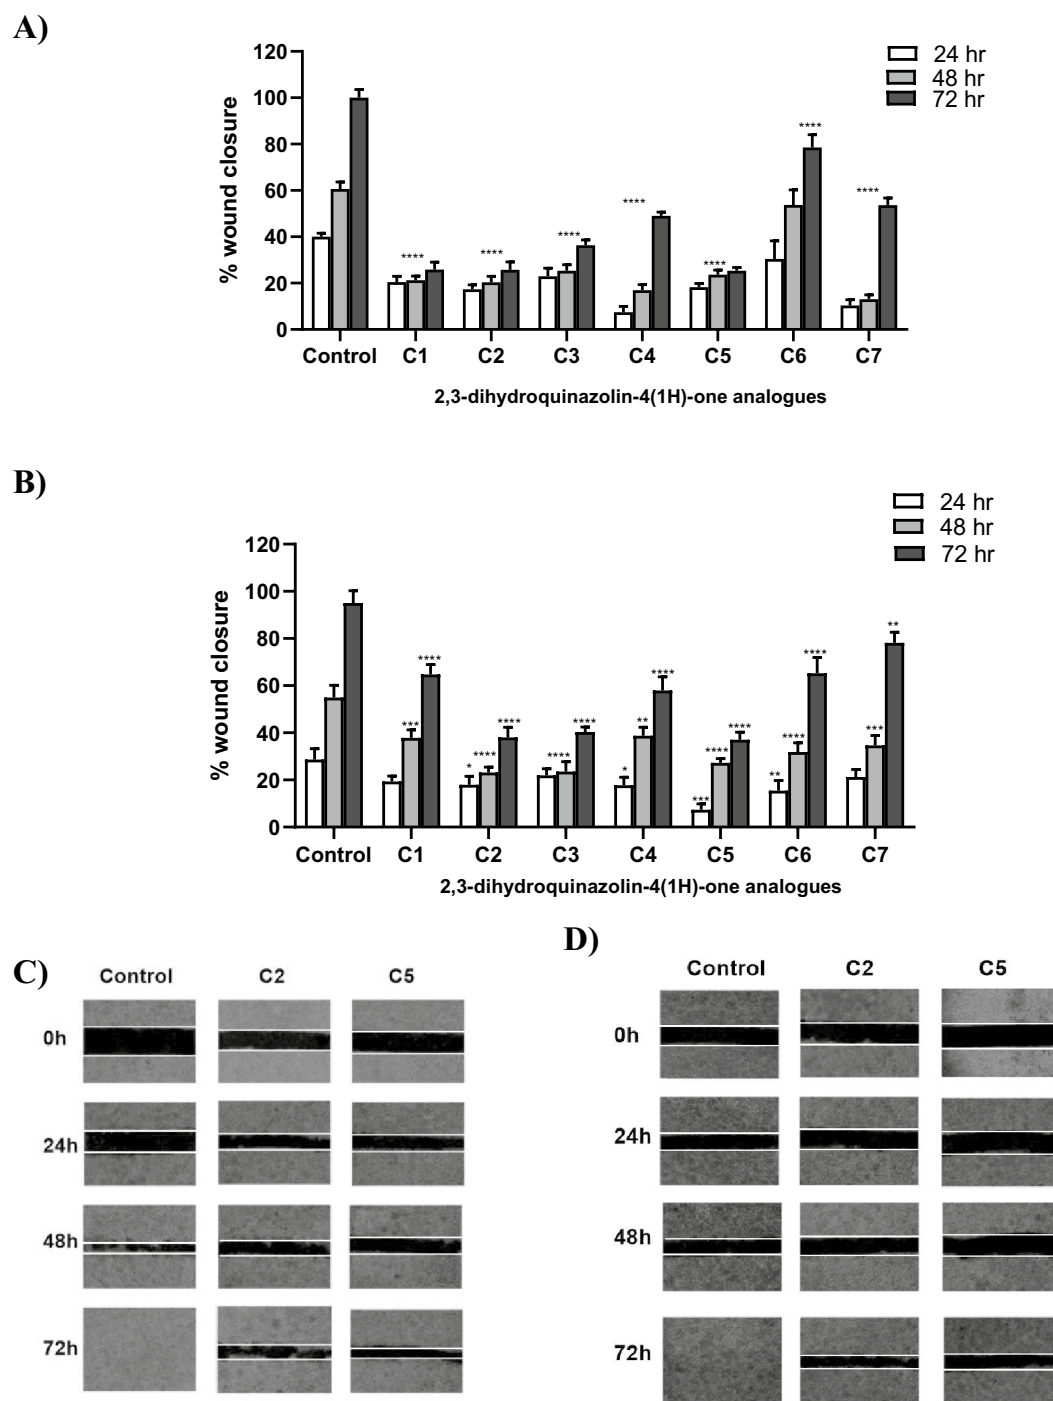 A)
120
100
80
60
40
20
0
% wound closure
24 hr
48 hr
72 hr
****
****
****
****
****
****
****
Control C1 C2 C3 C4 C5 C6 C7
2,3-dihydroquinazolin-4(1H)-one analogues
B)
120
100
80
60
40
20
0
% wound closure
24 hr
48 hr
72 hr
*** ****
* **** ****
**** ****
* ** ****
*** **** ****
** **** ****
*** **
Control C1 C2 C3 C4 C5 C6 C7
2,3-dihydroquinazolin-4(1H)-one analogues
C)
Control C2 C5
0h
24h
48h
72h
D)
Control C2 C5
0h
24h
48h
72h